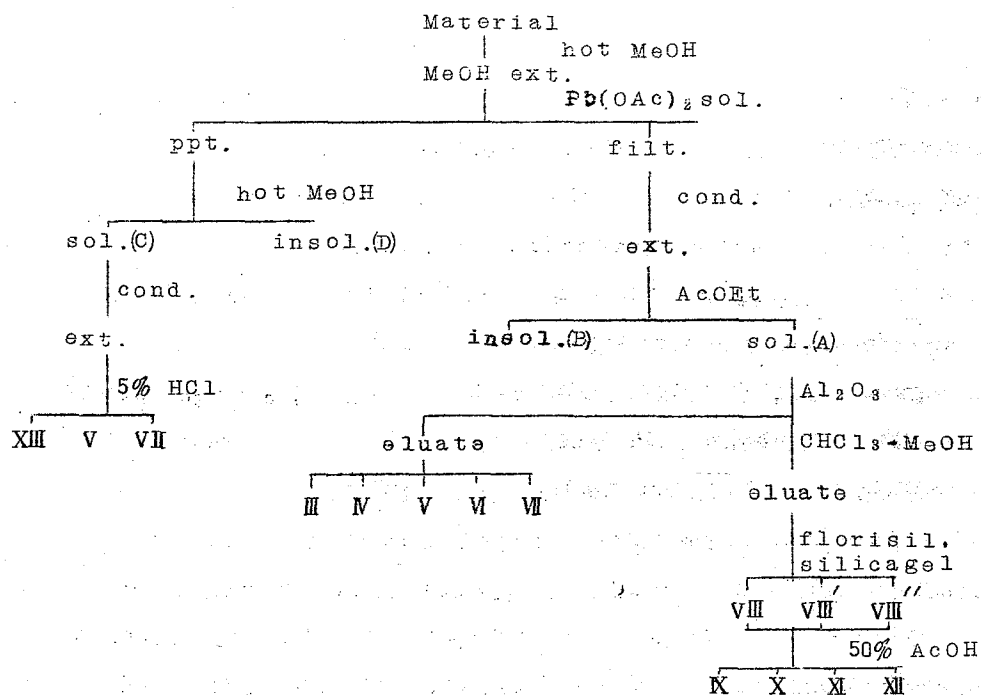 Material
hot MeOH
MeOH ext.
Pb(OAc)₂sol.
ppt. filt.
hot MeOH cond.
sol.(C) insol.(D) ext.
cond. AcOEt
ext. insol.(B) sol.(A)
5% HCl Al₂O₃
XIII V VII eluate CHCl₃-MeOH
III IV V VI VII eluate
florisil.
silicagel
VIII VIII′ VIII″
50% AcOH
IX X XI XII